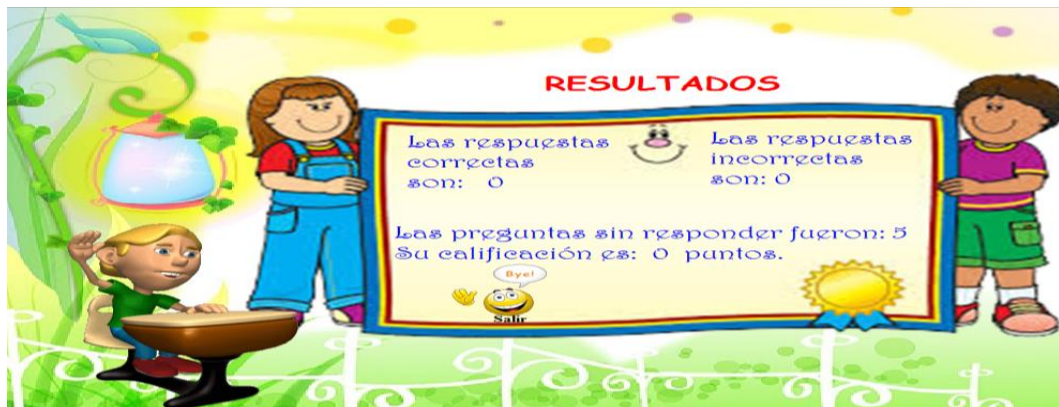 RESULTADOS
Las respuestas
correctas
son: 0
Las respuestas
incorrectas
son: 0
Las preguntas sin responder fueron: 5
Su calificación es: 0 puntos.
Bye!
Salir